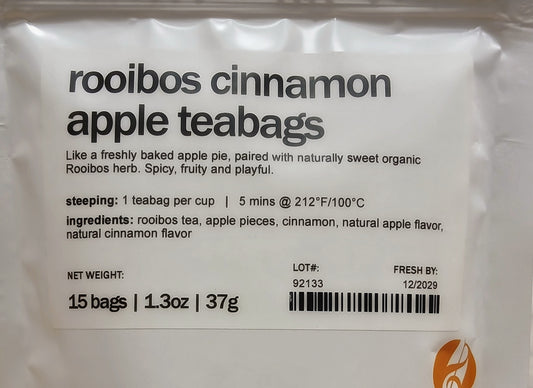 rooibos cinnamon
apple teabags
Like a freshly baked apple pie, paired with naturally sweet organic
Rooibos herb. Spicy, fruity and playful.
steeping: 1 teabag per cup | 5 mins @ 212°F/100°C
ingredients: rooibos tea, apple pieces, cinnamon, natural apple flavor,
natural cinnamon flavor
NET WEIGHT:
15 bags | 1.3oz | 37g
LOT#:
92133
FRESH BY:
12/2029